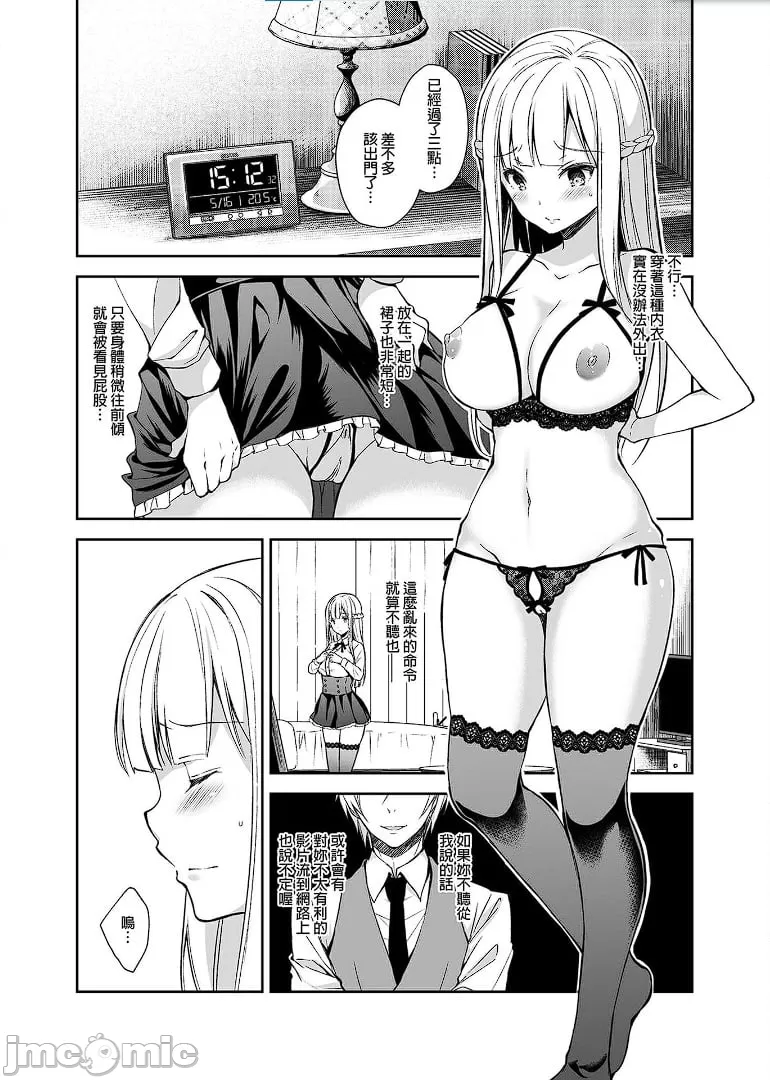 已經過了三點…
差不多
該出門了…
15:12 32
5/16 20.5℃
不行…
穿著這種內衣
實在沒辦法外出…
放在一起的
裙子也非常短…
只要身體稍微往前傾
就會被看見屁股…
這麼亂來的命令
就算不聽也——
如果妳不聽從
我說的話
或許會有
對妳不太有利的
影片流到網路上
也說不定喔
嗚…
jmcomic